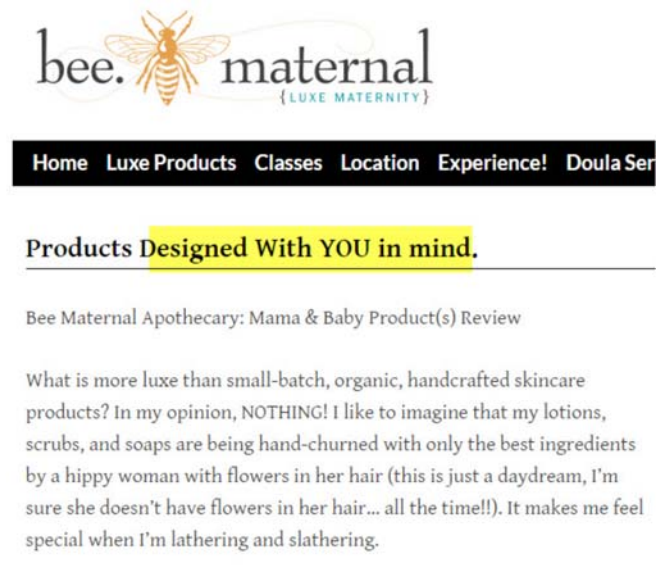 bee. maternal
{LUXE MATERNITY}
Home Luxe Products Classes Location Experience! Doula Ser
Products Designed With YOU in mind.
Bee Maternal Apothecary: Mama & Baby Product(s) Review
What is more luxe than small-batch, organic, handcrafted skincare
products? In my opinion, NOTHING! I like to imagine that my lotions,
scrubs, and soaps are being hand-churned with only the best ingredients
by a hippy woman with flowers in her hair (this is just a daydream, I'm
sure she doesn't have flowers in her hair... all the time!!). It makes me feel
special when I'm lathering and slathering.